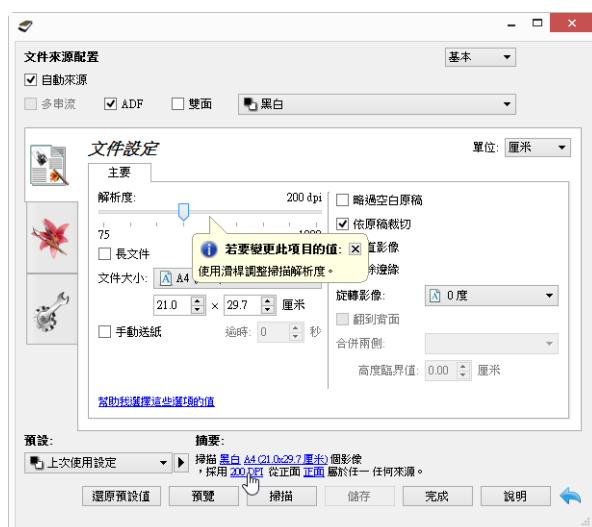 文件來源配置
基本
自動來源
多串流
ADF
雙面
黑白
文件設定
單位: 厘米
主要
解析度: 200 dpi
75
長文件
文件大小: A4
21.0 × 29.7 厘米
手動送紙 逾時: 0 秒
幫助我選擇這些選項的值
若要變更此項目的值:
使用滑桿調整掃描解析度。
略過空白原稿
依原稿裁切
影像
旋轉影像: 0 度
翻到背面
合併兩側:
高度臨界值: 0.00 厘米
預設:
上次使用設定
摘要:
掃描 黑白 A4 (21.0x29.7 厘米) 個影像
，採用 200 DPI 從正面 正面 屬於任一 任何來源。
還原預設值 預覽 掃描 儲存 完成 說明